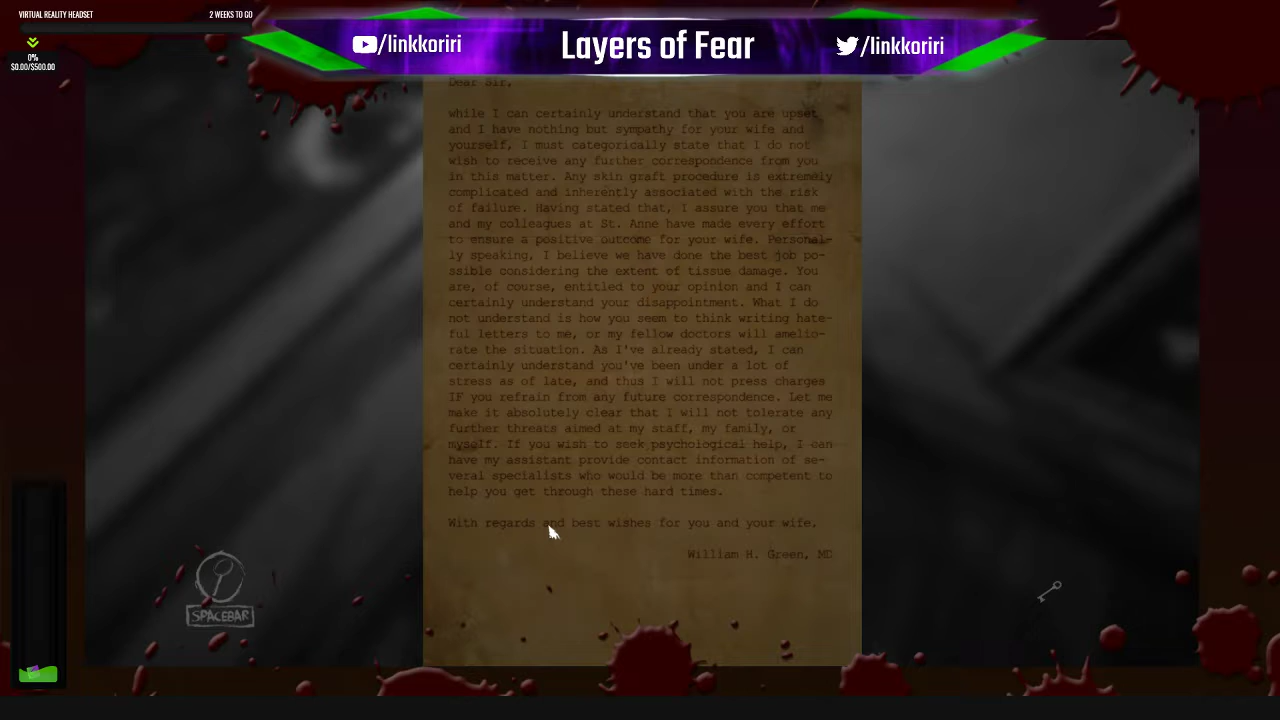 VIRTUAL REALITY HEADSET
2 WEEKS TO GO
0%
$0.00/$500.00
/linkkoriri
Layers of Fear
/linkkoriri
Dear Sir,
while I can certainly understand that you are upset
and I have nothing but sympathy for your wife and
yourself, I must categorically state that I do not
wish to receive any further correspondence from you
in this matter. Any skin graft procedure is extremely
complicated and inherently associated with the risk
of failure. Having stated that, I assure you that me
and my colleagues at St. Anne have made every effort
to ensure a positive outcome for your wife. Personal-
ly speaking, I believe we have done the best job po-
ssible considering the extent of tissue damage. You
are, of course, entitled to your opinion and I can
certainly understand your disappointment. What I do
not understand is how you seem to think writing hate-
ful letters to me, or my fellow doctors will amelio-
rate the situation. As I've already stated, I can
certainly understand you've been under a lot of
stress as of late, and thus I will not press charges
IF you refrain from any future correspondence. Let me
make it absolutely clear that I will not tolerate any
further threats aimed at my staff, my family, or
myself. If you wish to seek psychological help, I can
have my assistant provide contact information of se-
veral specialists who would be more than competent to
help you get through these hard times.
With regards and best wishes for you and your wife,
William H. Green, MD
SPACEBAR